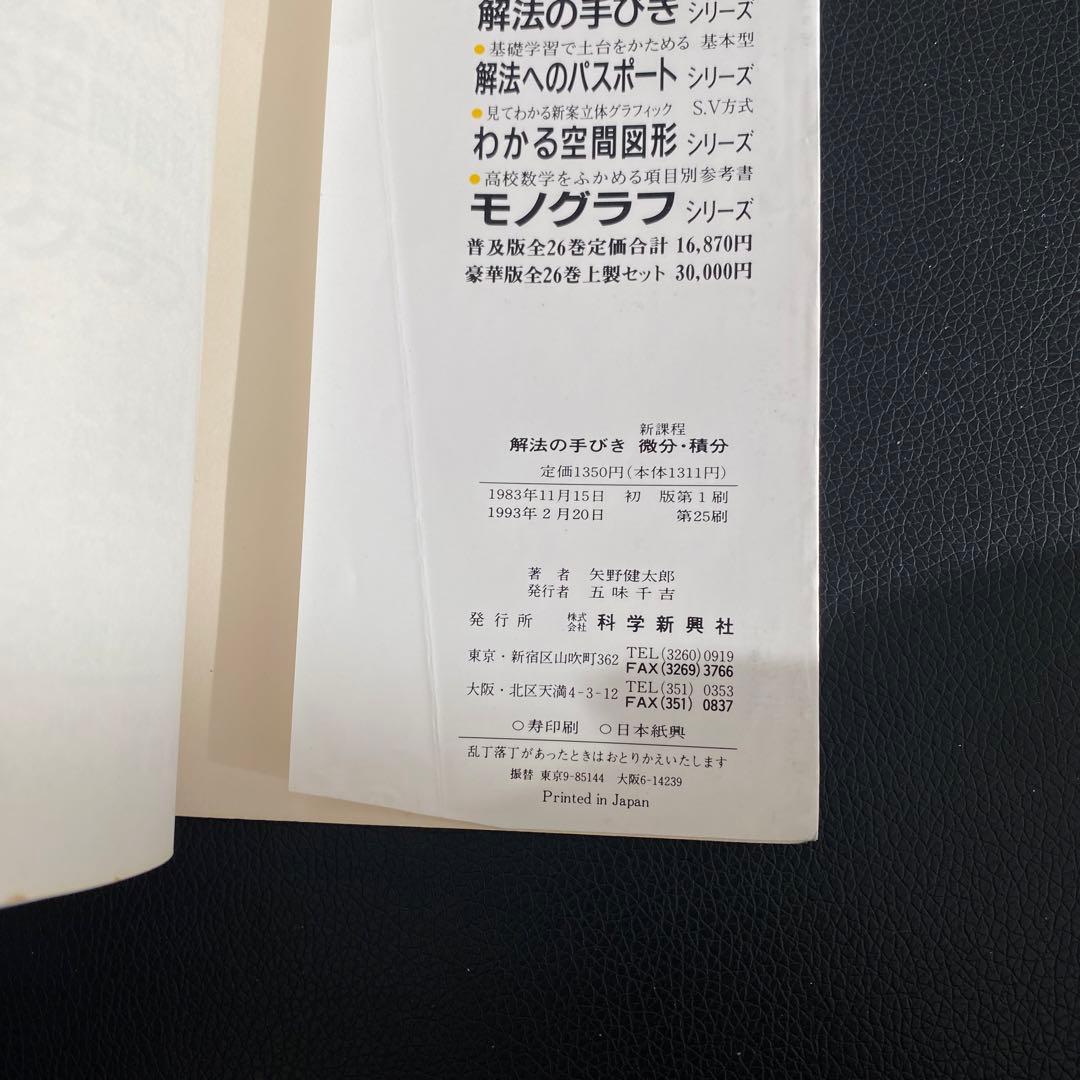 解法の手びき シリーズ
●基礎学習で土台をかためる 基本型
解法へのパスポート シリーズ
●見てわかる新案立体グラフィック S.V方式
わかる空間図形 シリーズ
●高校数学をふかめる項目別参考書
モノグラフ シリーズ
普及版全26巻定価合計 16,870円
豪華版全26巻上製セット 30,000円
新課程
解法の手びき 微分・積分
定価1350円(本体1311円)
1983年11月15日 初 版第1刷
1993年2月20日 第25刷
著 者 矢野健太郎
発行者 五味千吉
発行所 株式会社 科学新興社
東京・新宿区山吹町362 TEL(3260)0919
FAX(3269)3766
大阪・北区天満4-3-12 TEL(351) 0353
FAX(351) 0837
○寿印刷 ○日本紙興
乱丁落丁があったときはおとりかえいたします
振替 東京9-85144 大阪6-14239
Printed in Japan